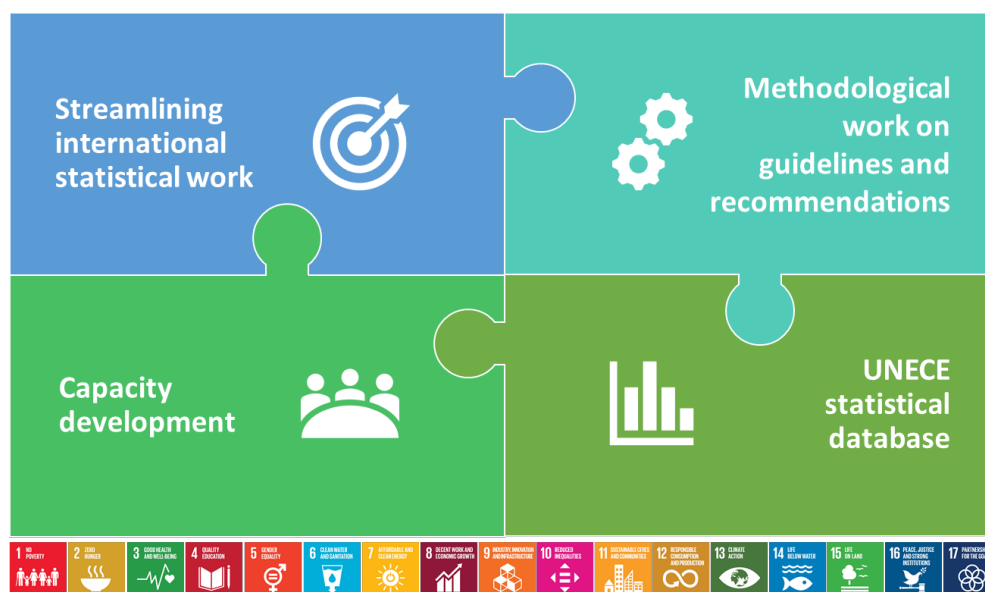 Streamlining
international
statistical work
Methodological
work on
guidelines and
recommendations
Capacity
development
UNECE
statistical
database
1 NO
POVERTY
2 ZERO
HUNGER
3 GOOD HEALTH
AND WELL-BEING
4 QUALITY
EDUCATION
5 GENDER
EQUALITY
6 CLEAN WATER
AND SANITATION
7 AFFORDABLE AND
CLEAN ENERGY
8 DECENT WORK AND
ECONOMIC GROWTH
9 INDUSTRY, INNOVATION
AND INFRASTRUCTURE
10 REDUCED
INEQUALITIES
11 SUSTAINABLE CITIES
AND COMMUNITIES
12 RESPONSIBLE
CONSUMPTION
AND PRODUCTION
13 CLIMATE
ACTION
14 LIFE
BELOW WATER
15 LIFE
ON LAND
16 PEACE, JUSTICE
AND STRONG
INSTITUTIONS
17
FOR THE